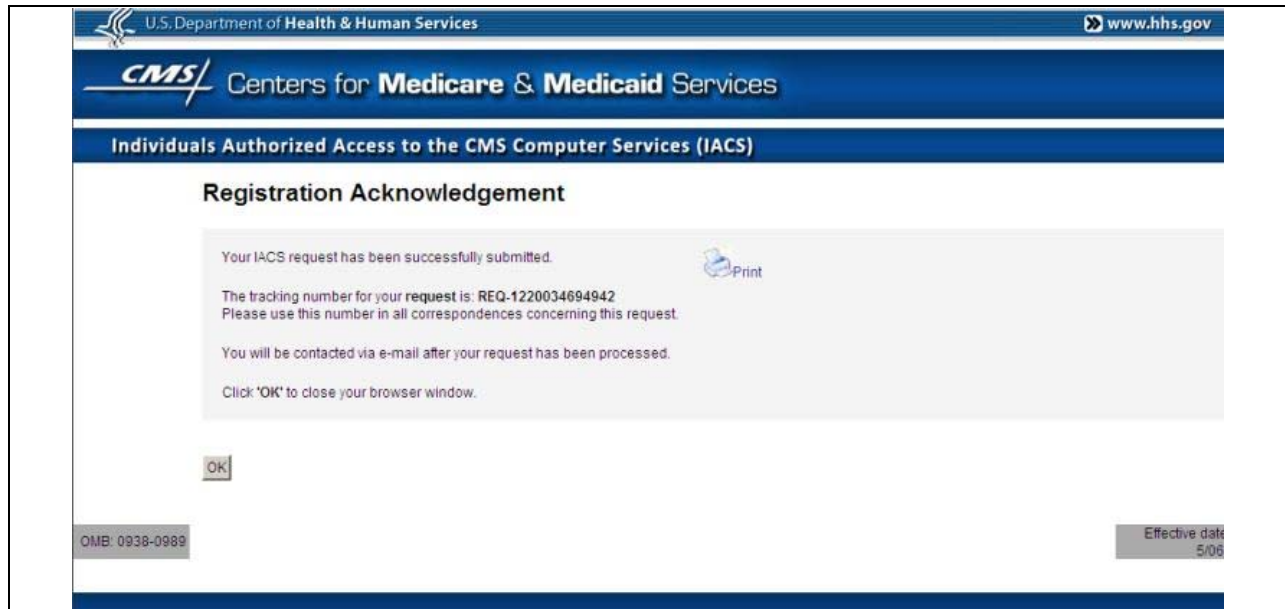 U.S. Department of Health & Human Services
www.hhs.gov
CMS/ Centers for Medicare & Medicaid Services
Individuals Authorized Access to the CMS Computer Services (IACS)
Registration Acknowledgement
Your IACS request has been successfully submitted.
Print
The tracking number for your request is: REQ-1220034694942
Please use this number in all correspondences concerning this request.
You will be contacted via e-mail after your request has been processed.
Click 'OK' to close your browser window.
OK
OMB: 0938-0989
Effective date
5/06